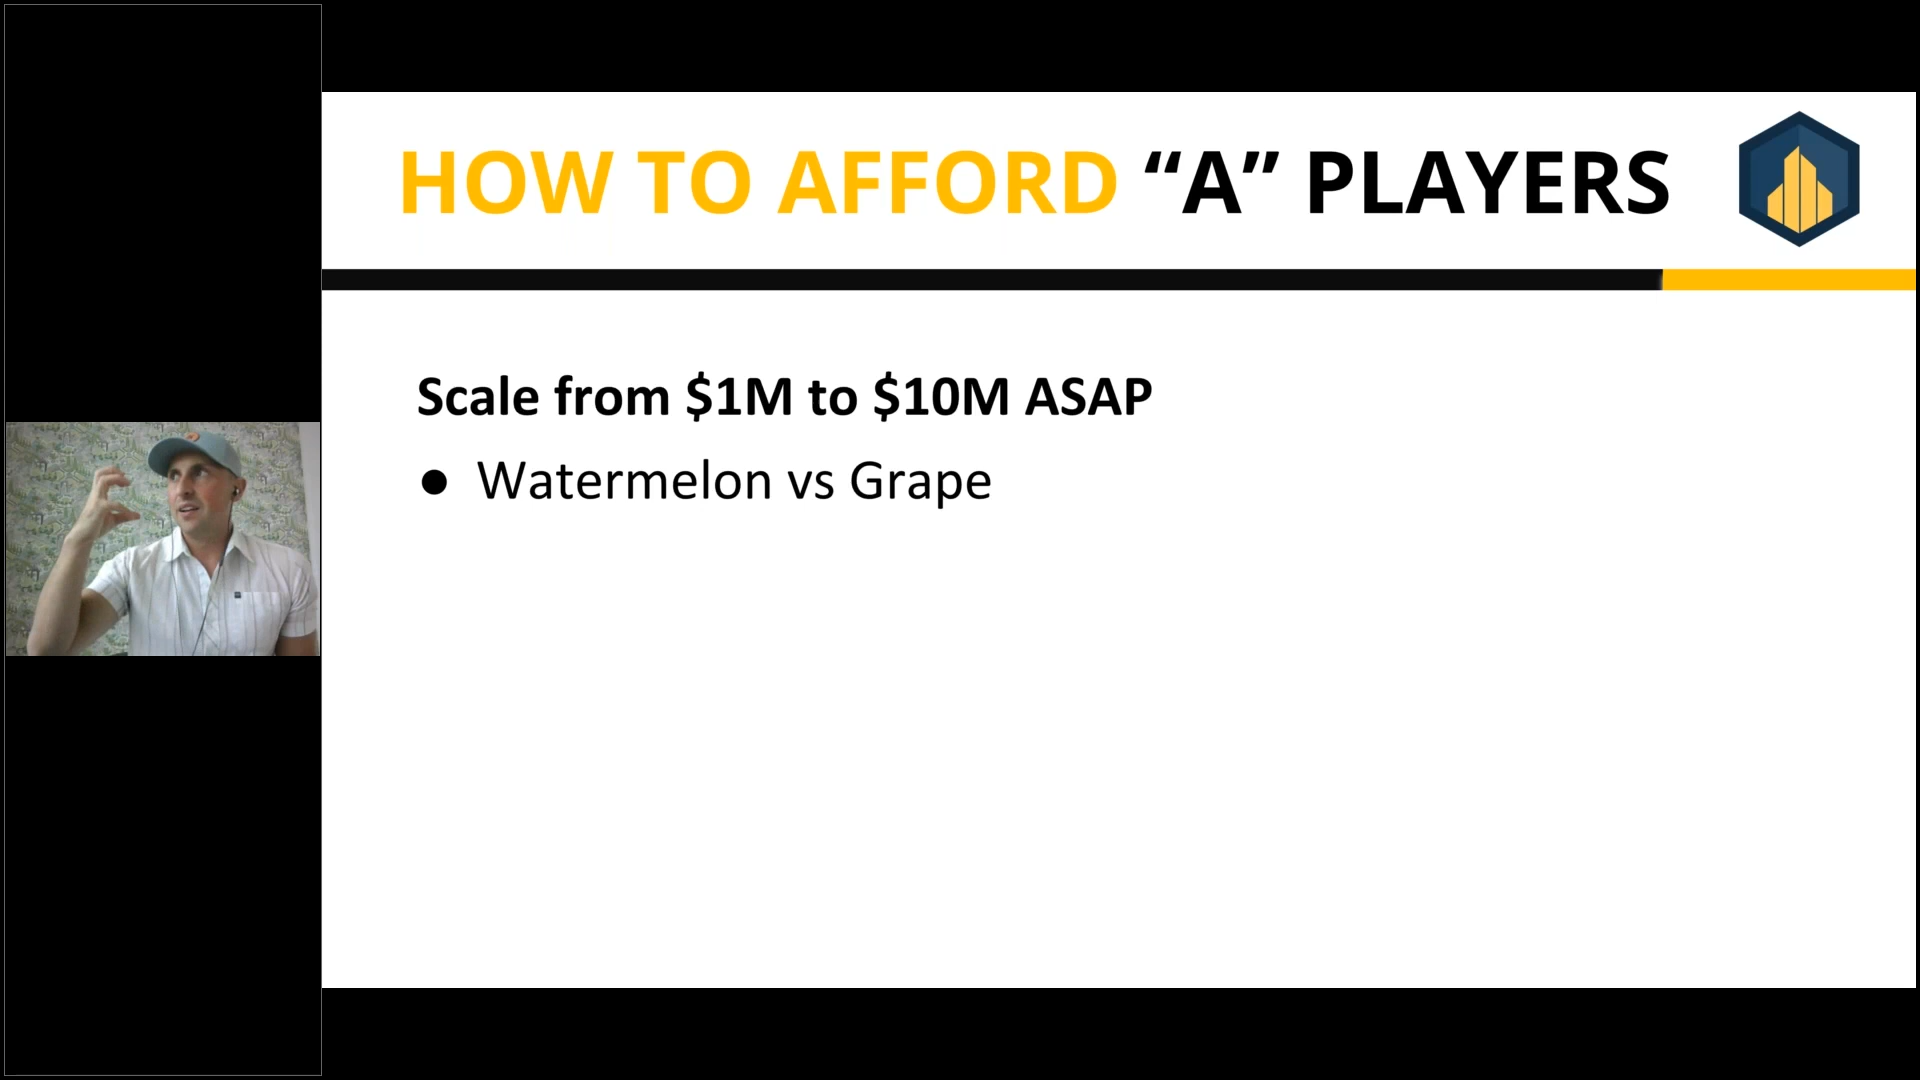 HOW TO AFFORD “A” PLAYERS
Scale from $1M to $10M ASAP
● Watermelon vs Grape